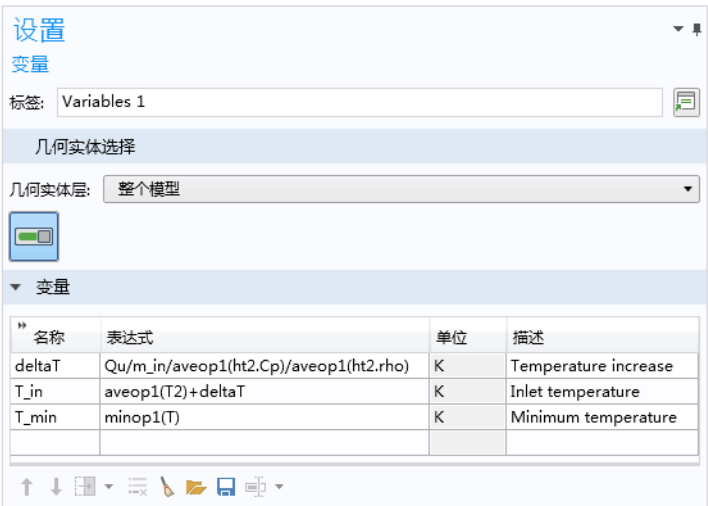 设置
变量
标签: Variables 1
几何实体选择
几何实体层: 整个模型
变量
名称 表达式 单位 描述
deltaT Qu/m_in/aveop1(ht2.Cp)/aveop1(ht2.rho) K Temperature increase
T_in aveop1(T2)+deltaT K Inlet temperature
T_min minop1(T) K Minimum temperature